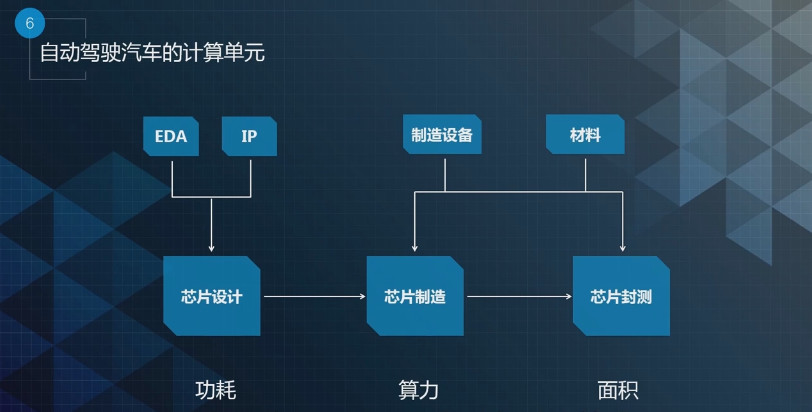 6
自动驾驶汽车的计算单元
EDA
IP
制造设备
材料
芯片设计
芯片制造
芯片封测
功耗
算力
面积